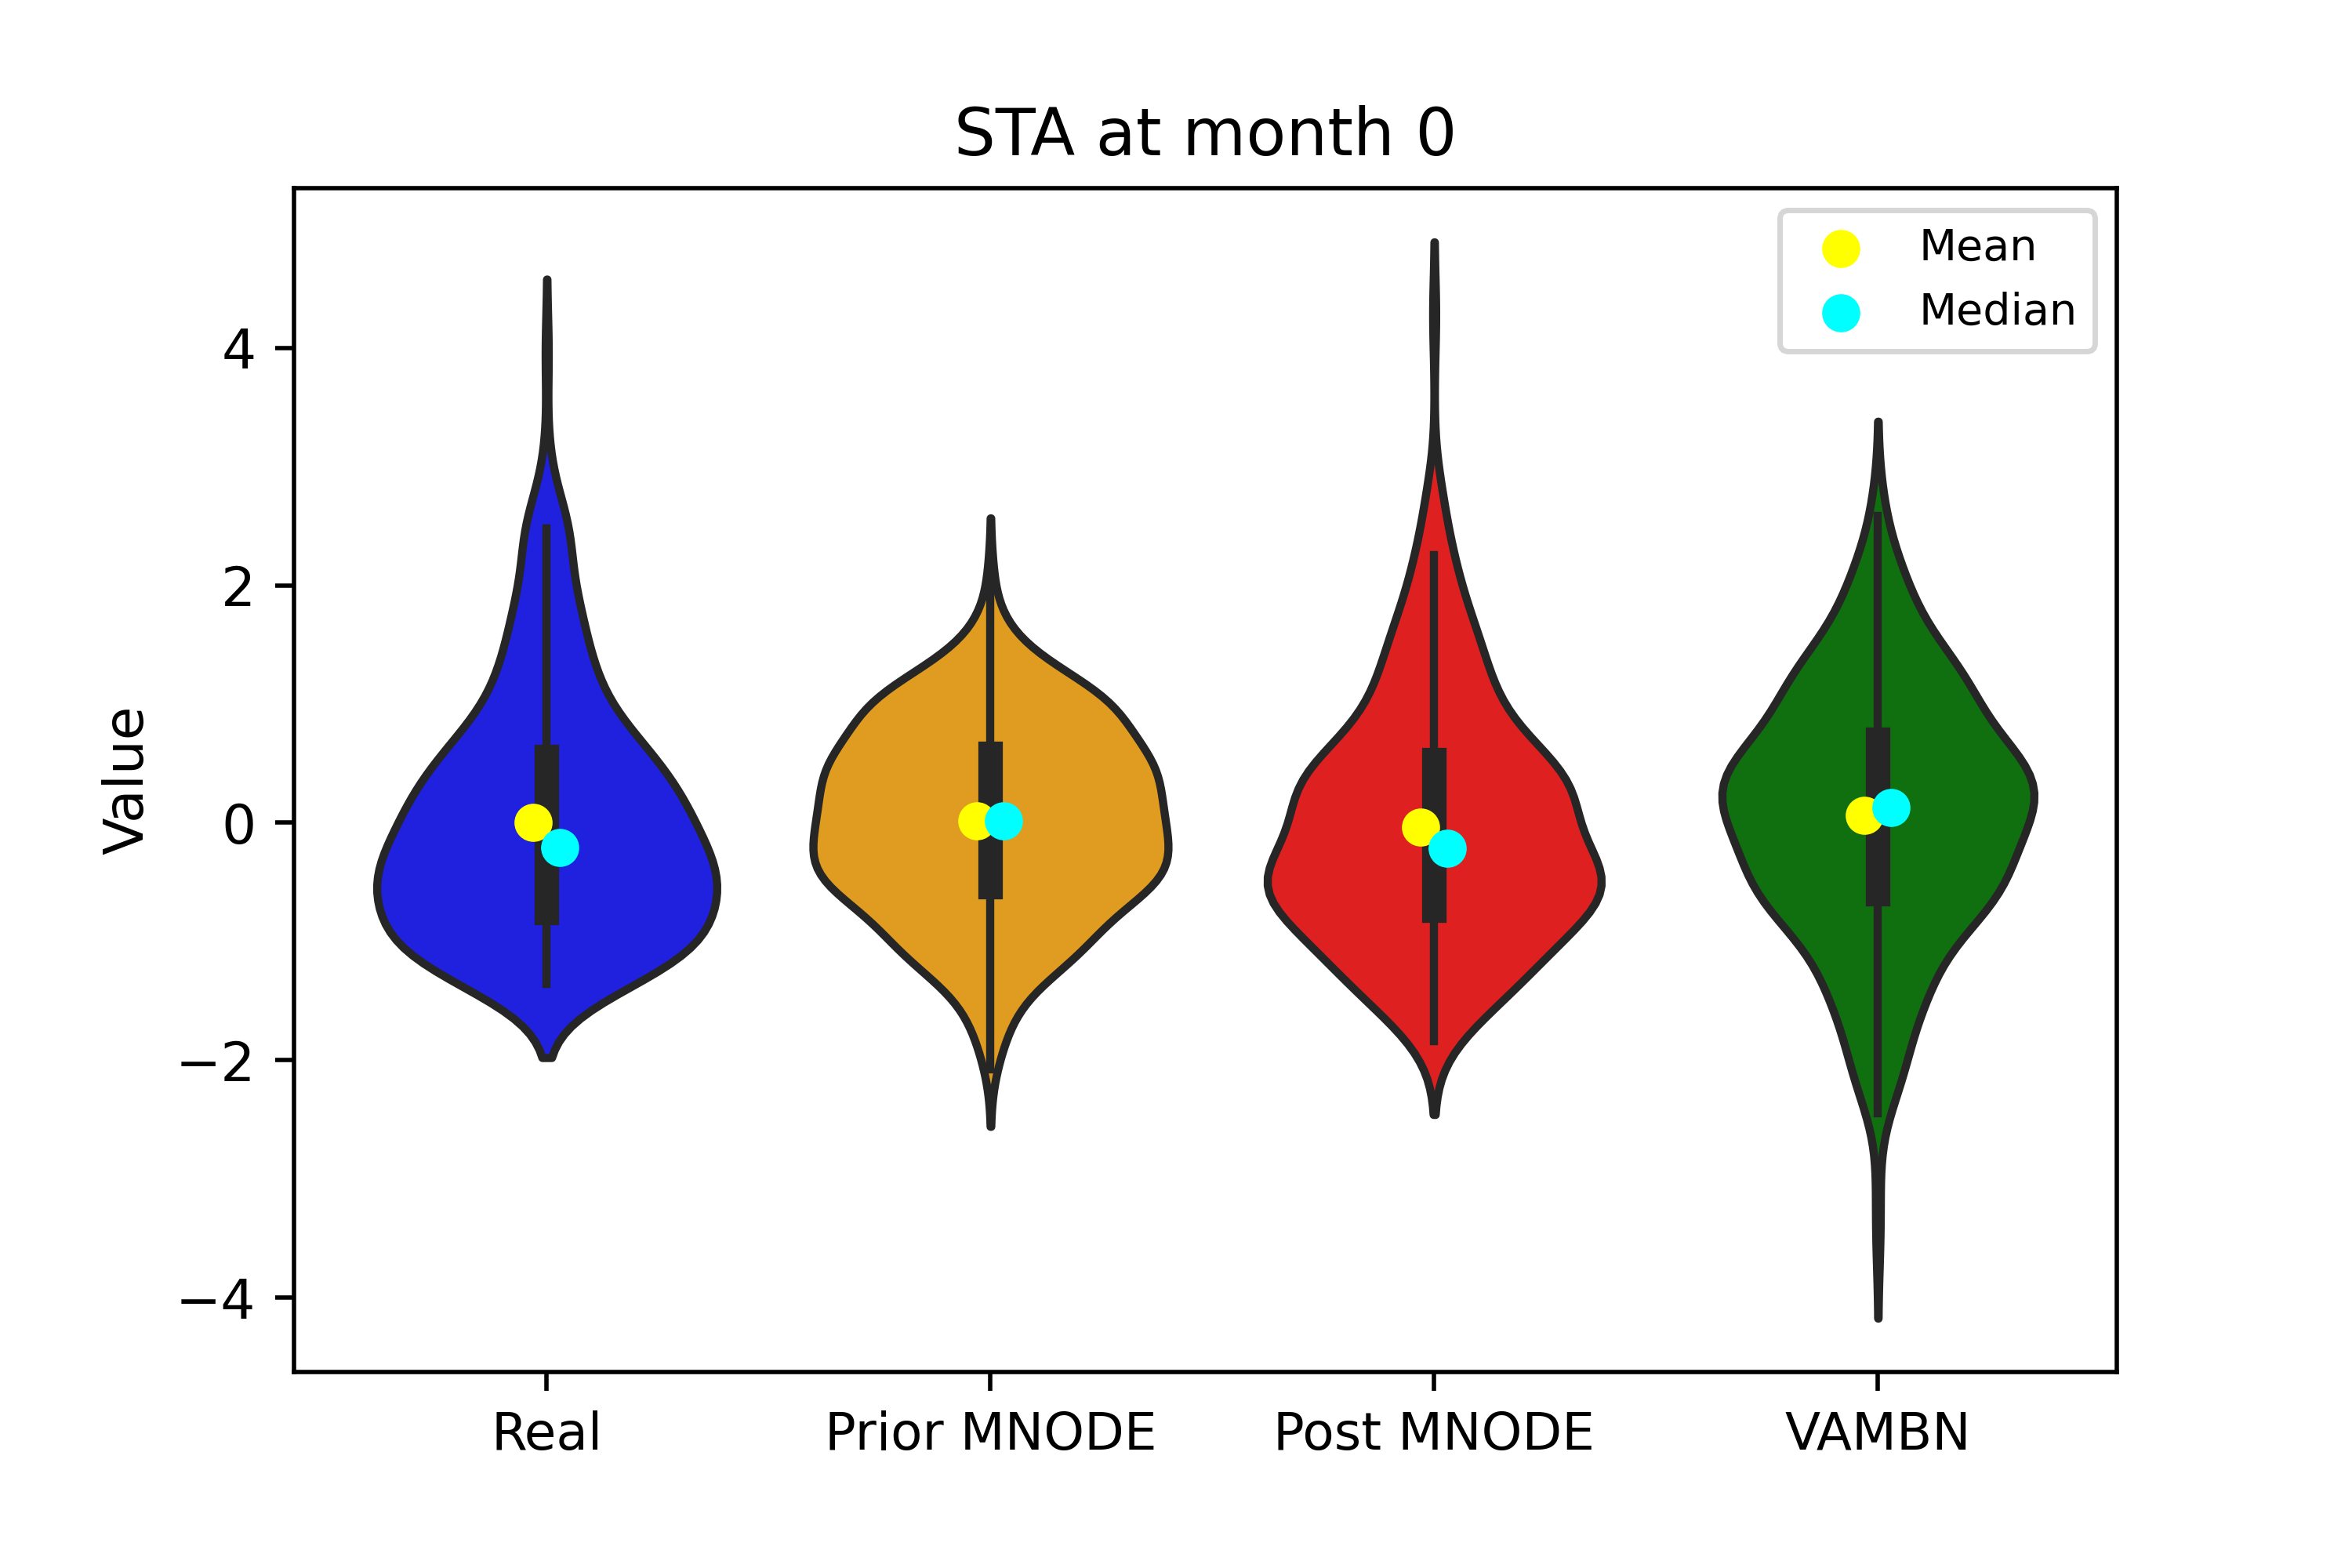 STA at month 0
Mean
Median
4
2
0
−2
−4
Value
Real
Prior MNODE
Post MNODE
VAMBN